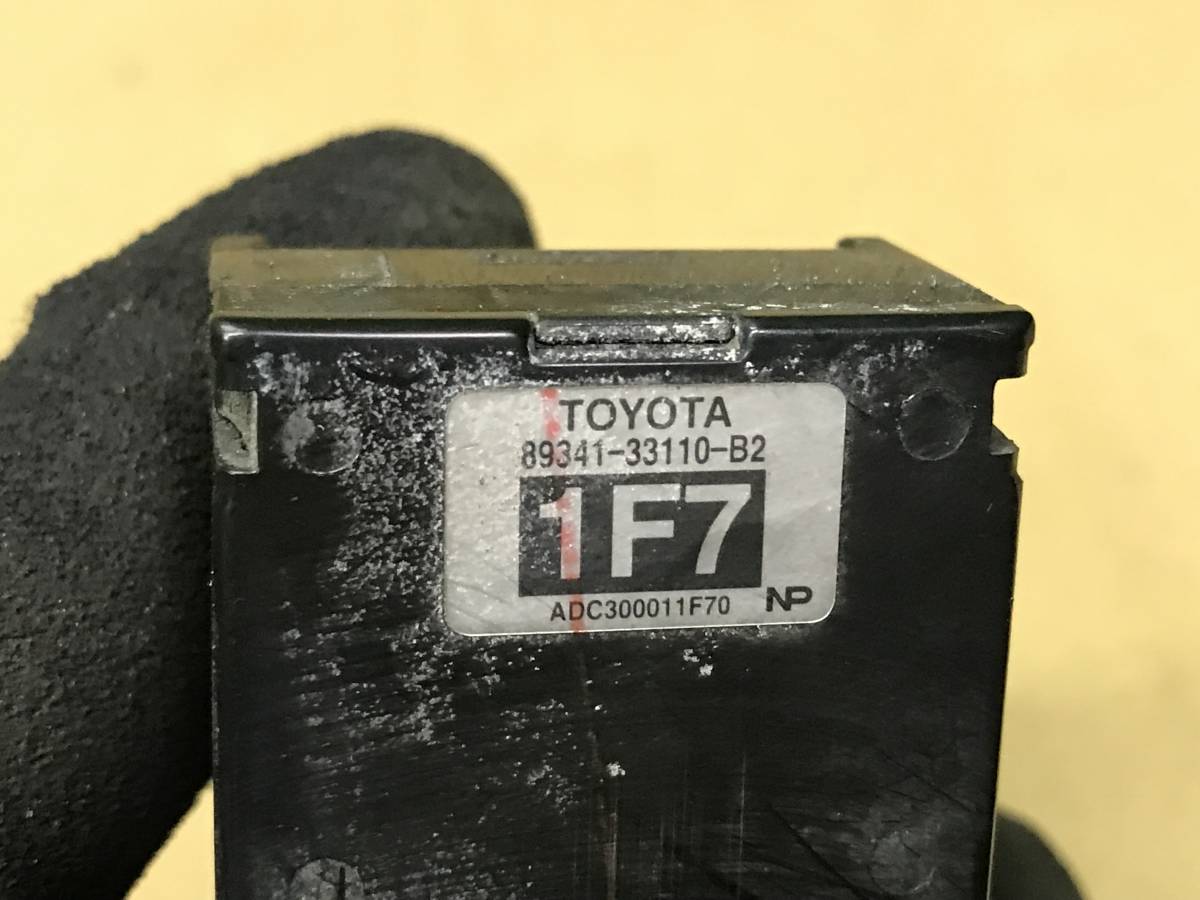 TOYOTA
89341-33110-B2
1F7
ADC300011F70 NP